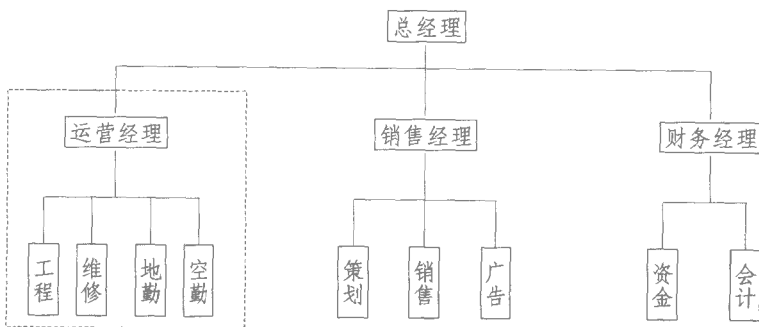 总经理
运营经理
销售经理
财务经理
工程
维修
地勤
空勤
策划
销售
广告
资金
会计